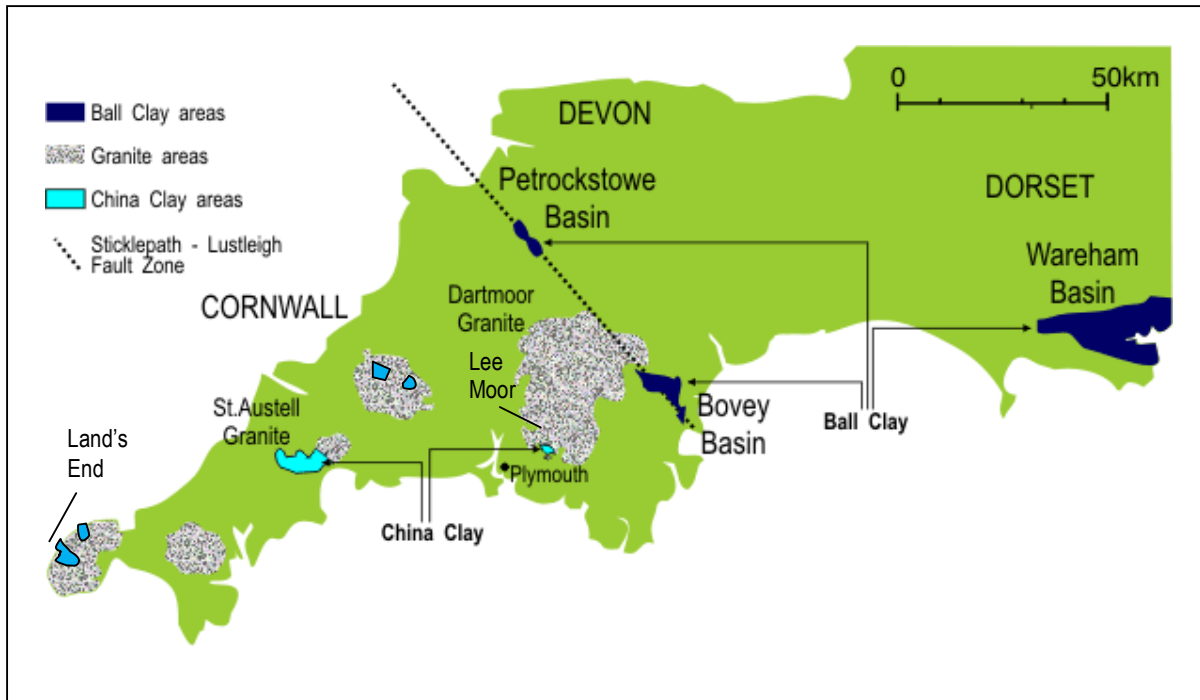 0 50km
DEVON
Ball Clay areas
Granite areas
China Clay areas
Sticklepath - Lustleigh
Fault Zone
Petrockstowe
Basin
DORSET
Wareham
Basin
CORNWALL
Dartmoor
Granite
Lee
Moor
St.Austell
Granite
Bovey
Basin
Ball Clay
Land's
End
Plymouth
China Clay